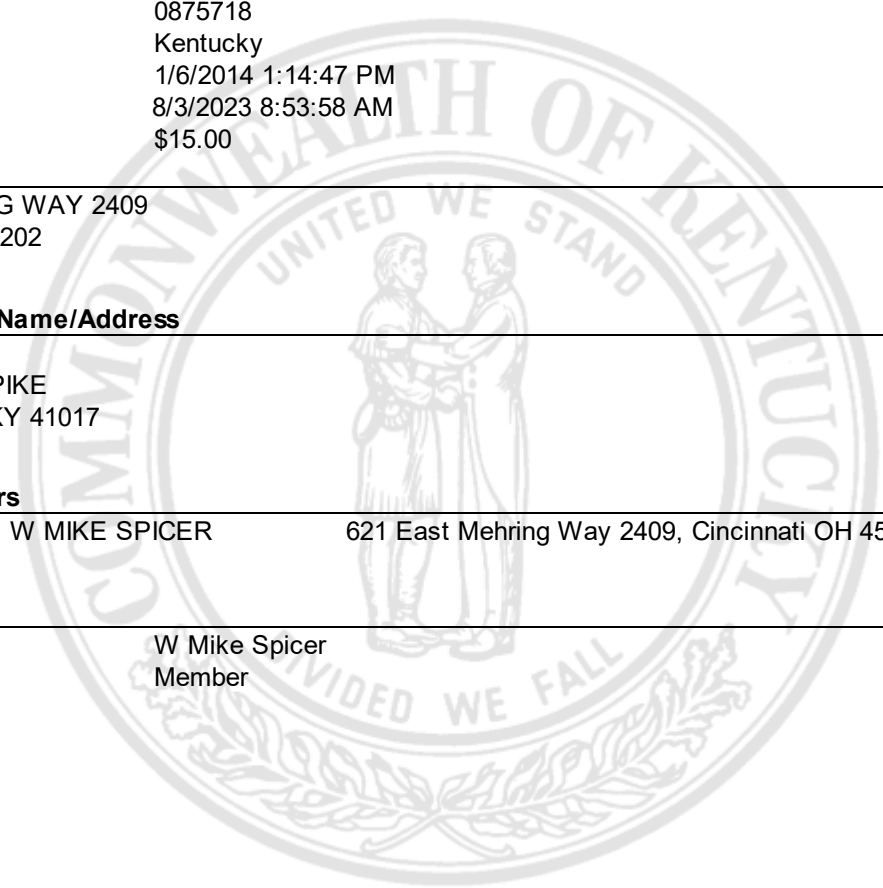 0875718
Kentucky
1/6/2014 1:14:47 PM
8/3/2023 8:53:58 AM
$15.00
G WAY 2409
202
Name/Address
PIKE
KY 41017
rs
W MIKE SPICER 621 East Mehring Way 2409, Cincinnati OH 45
W Mike Spicer
Member
COMMONWEALTH OF KENTUCKY
UNITED WE STAND
DIVIDED WE FALL